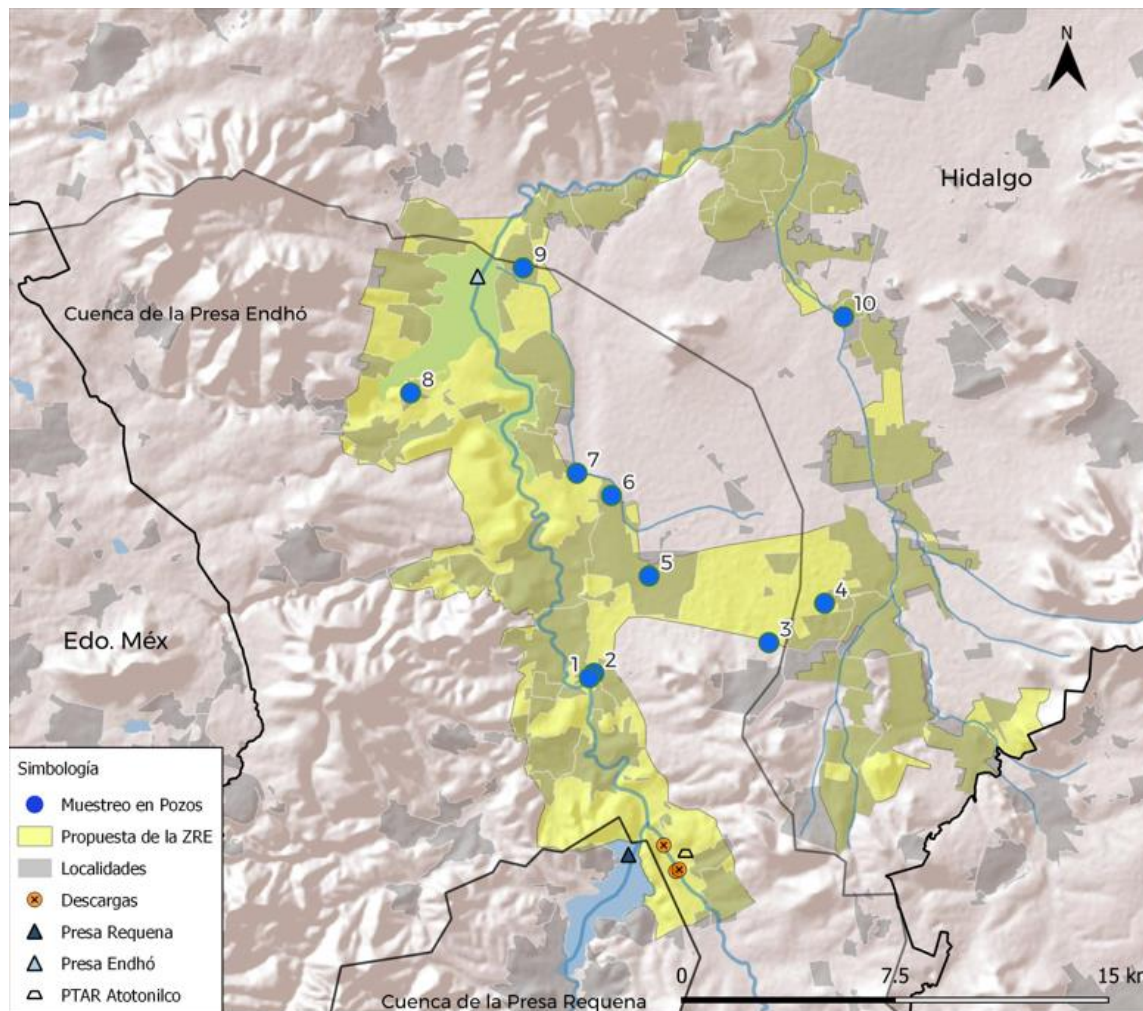 N
Hidalgo
9
Cuenca de la Presa Endhó
10
8
7
6
5
4
3
Edo. Méx
1
2
Simbología
Muestreo en Pozos
Propuesta de la ZRE
Localidades
Descargas
Presa Requena
Presa Endhó
PTAR Atotonilco
0 7.5 15 km
Cuenca de la Presa Requena